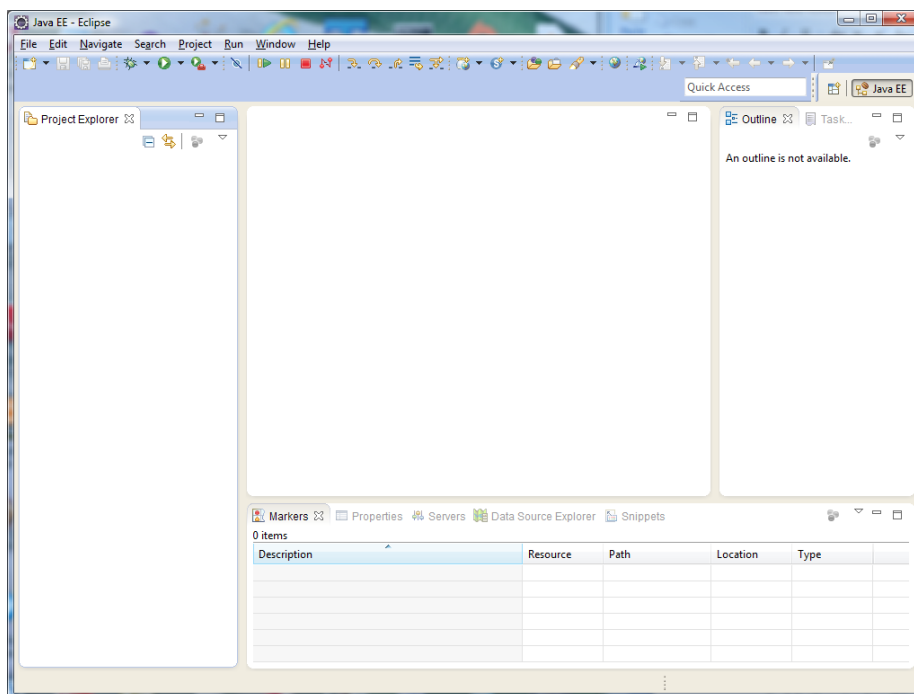 Java EE - Eclipse
File Edit Navigate Search Project Run Window Help
Quick Access
Java EE
Project Explorer
Outline Task...
An outline is not available.
Markers Properties Servers Data Source Explorer Snippets
0 items
Description Resource Path Location Type